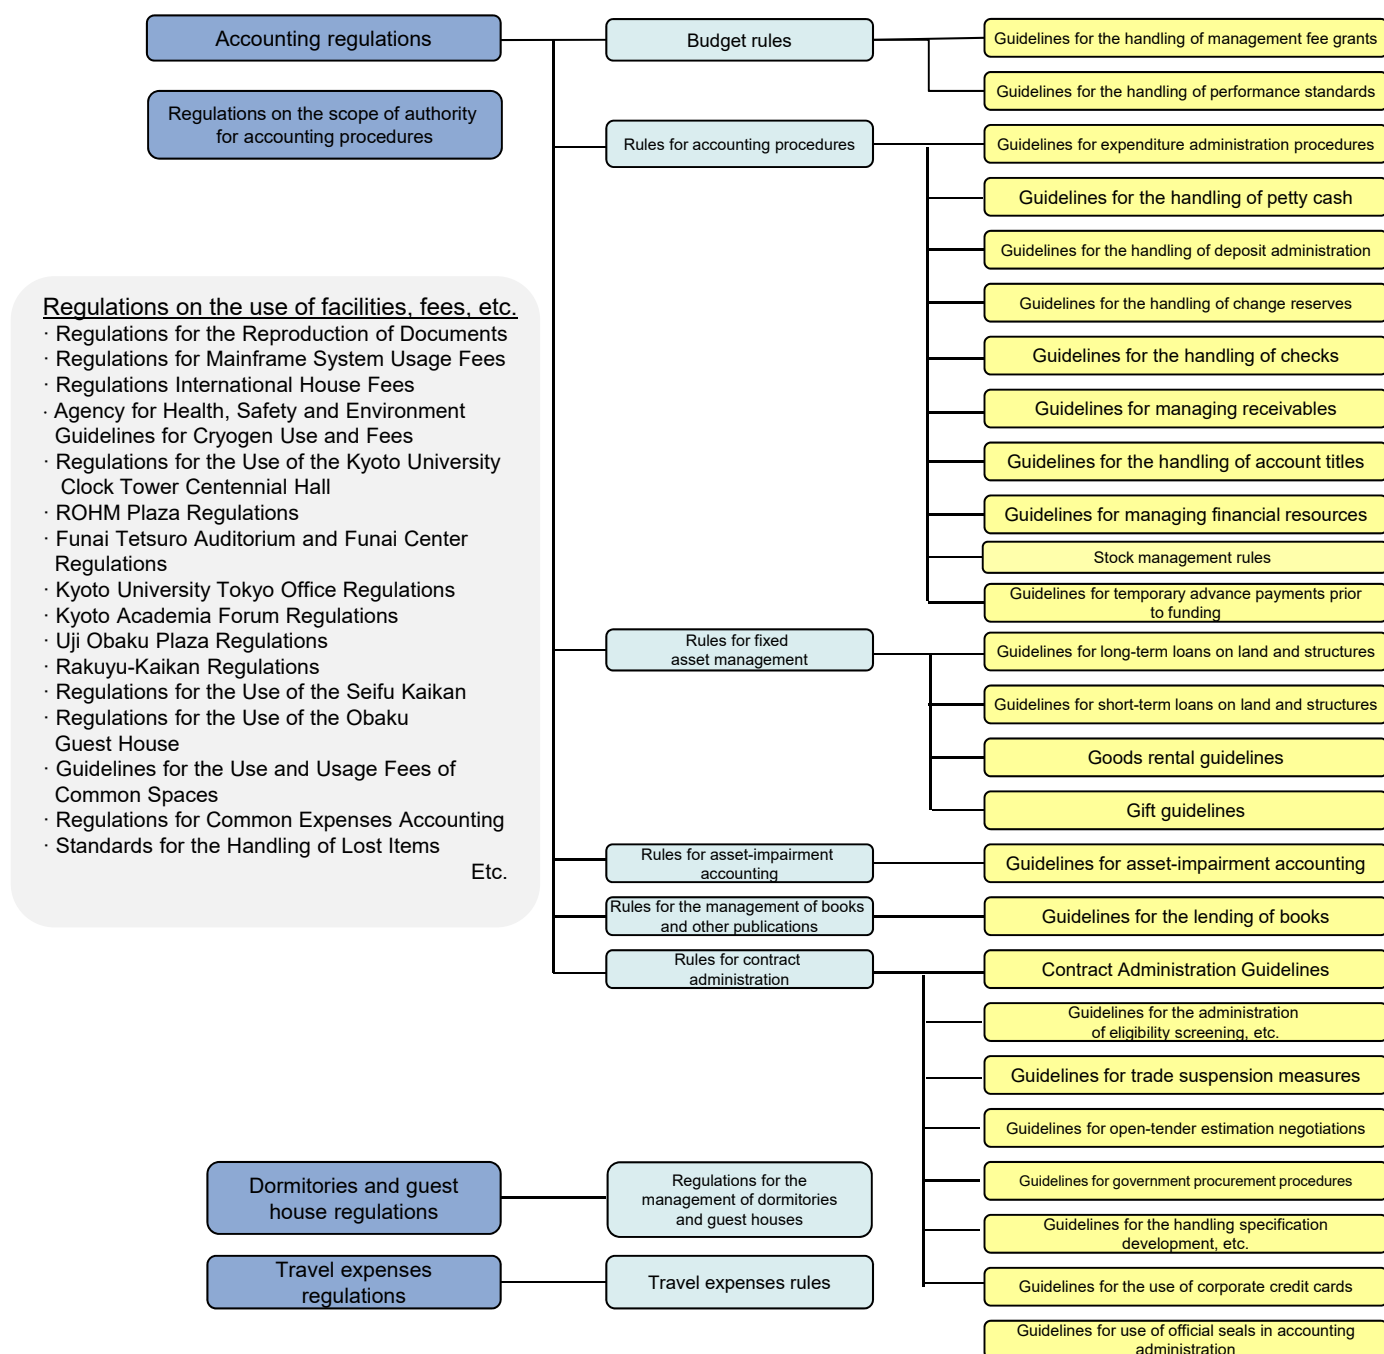 Accounting regulations
Regulations on the scope of authority
for accounting procedures
Regulations on the use of facilities, fees, etc.
· Regulations for the Reproduction of Documents
· Regulations for Mainframe System Usage Fees
· Regulations International House Fees
· Agency for Health, Safety and Environment
Guidelines for Cryogen Use and Fees
· Regulations for the Use of the Kyoto University
Clock Tower Centennial Hall
· ROHM Plaza Regulations
· Funai Tetsuro Auditorium and Funai Center
Regulations
· Kyoto University Tokyo Office Regulations
· Kyoto Academia Forum Regulations
· Uji Obaku Plaza Regulations
· Rakuyu-Kaikan Regulations
· Regulations for the Use of the Seifu Kaikan
· Regulations for the Use of the Obaku
Guest House
· Guidelines for the Use and Usage Fees of
Common Spaces
· Regulations for Common Expenses Accounting
· Standards for the Handling of Lost Items
Etc.
Dormitories and guest
house regulations
Travel expenses
regulations
Budget rules
Rules for accounting procedures
Rules for fixed
asset management
Rules for asset-impairment
accounting
Rules for the management of books
and other publications
Rules for contract
administration
Regulations for the
management of dormitories
and guest houses
Travel expenses rules
Guidelines for the handling of management fee grants
Guidelines for the handling of performance standards
Guidelines for expenditure administration procedures
Guidelines for the handling of petty cash
Guidelines for the handling of deposit administration
Guidelines for the handling of change reserves
Guidelines for the handling of checks
Guidelines for managing receivables
Guidelines for the handling of account titles
Guidelines for managing financial resources
Stock management rules
Guidelines for temporary advance payments prior
to funding
Guidelines for long-term loans on land and structures
Guidelines for short-term loans on land and structures
Goods rental guidelines
Gift guidelines
Guidelines for asset-impairment accounting
Guidelines for the lending of books
Contract Administration Guidelines
Guidelines for the administration
of eligibility screening, etc.
Guidelines for trade suspension measures
Guidelines for open-tender estimation negotiations
Guidelines for government procurement procedures
Guidelines for the handling specification
development, etc.
Guidelines for the use of corporate credit cards
Guidelines for use of official seals in accounting
administration